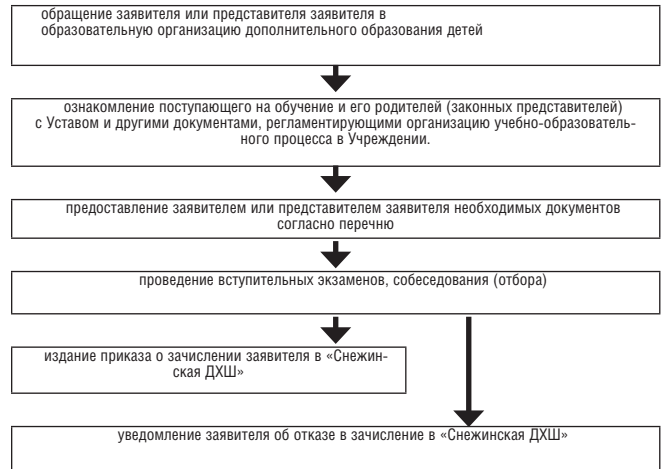 обращение заявителя или представителя заявителя в
образовательную организацию дополнительного образования детей
ознакомление поступающего на обучение и его родителей (законных представителей)
с Уставом и другими документами, регламентирующими организацию учебно-образователь-
ного процесса в Учреждении.
предоставление заявителем или представителем заявителя необходимых документов
согласно перечню
проведение вступительных экзаменов, собеседования (отбора)
издание приказа о зачислении заявителя в «Снежин-
ская ДХШ»
уведомление заявителя об отказе в зачисление в «Снежинская ДХШ»